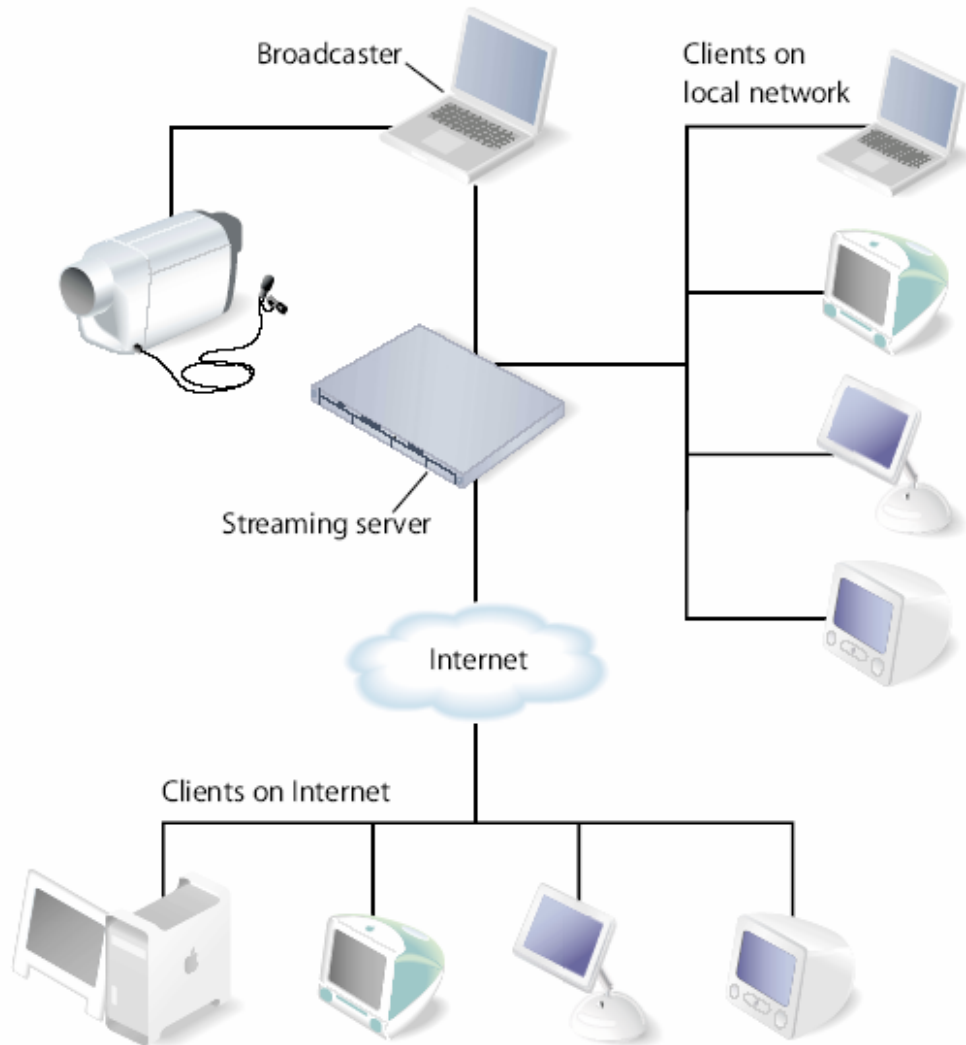 Broadcaster
Clients on
local network
Streaming server
Internet
Clients on Internet